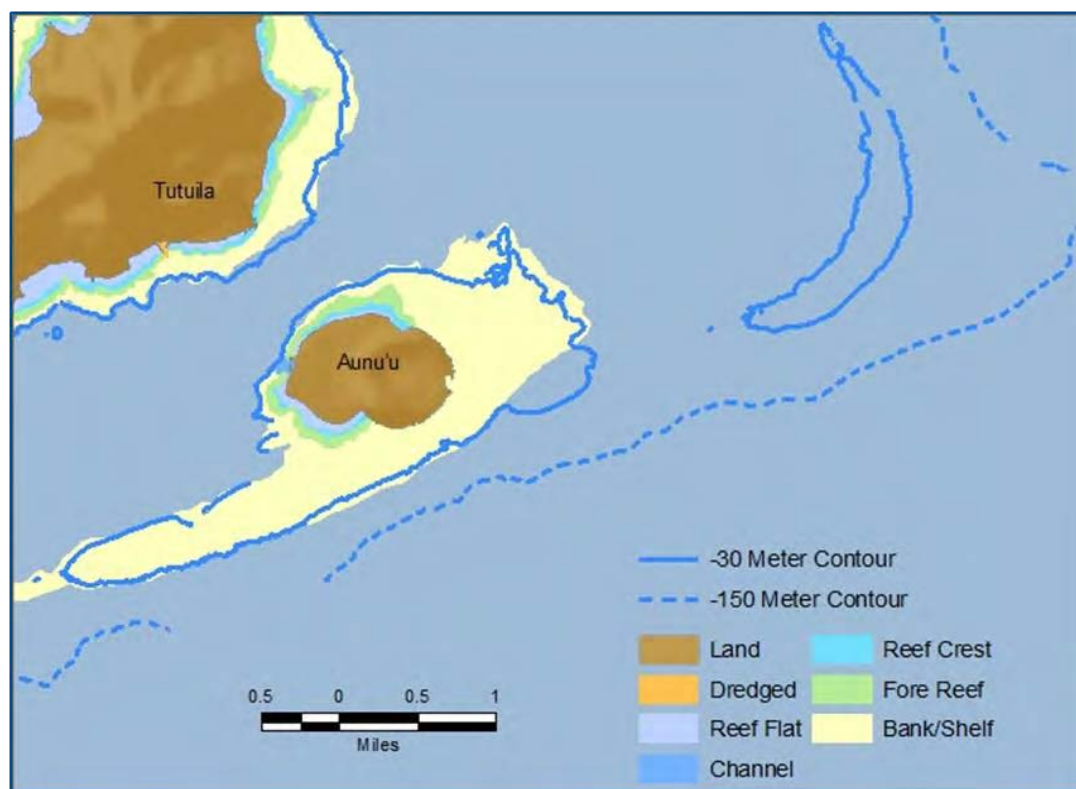 Tutuila
Aunu'u
-30 Meter Contour
-150 Meter Contour
Land
Reef Crest
Dredged
Fore Reef
Reef Flat
Bank/Shelf
Channel
0.5 0 0.5 1
Miles